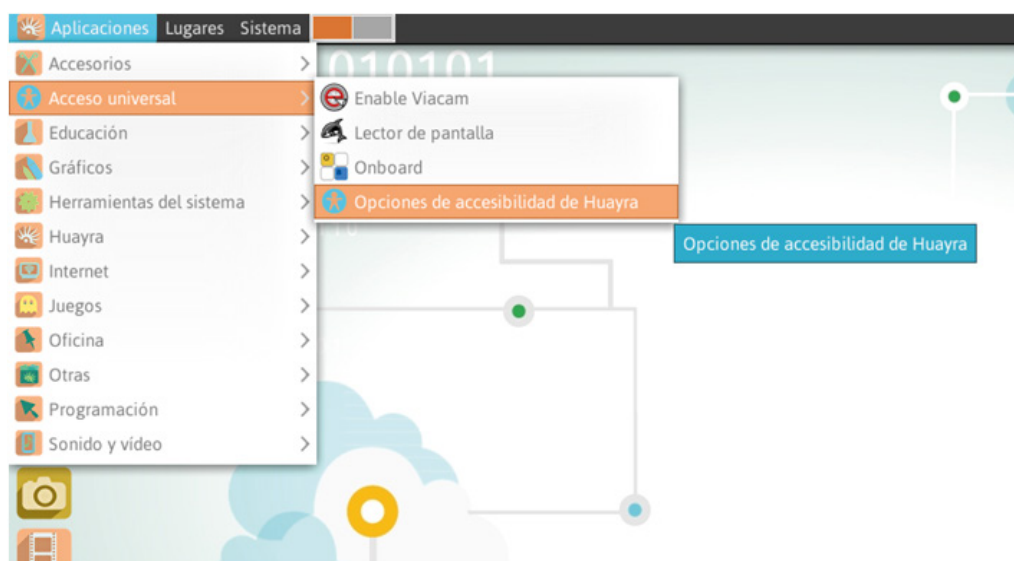 Aplicaciones Lugares Sistema
010101
Accesorios
Acceso universal
Educación
Gráficos
Herramientas del sistema
Huayra
Internet
Juegos
Oficina
Otras
Programación
Sonido y vídeo
Enable Viacam
Lector de pantalla
Onboard
Opciones de accesibilidad de Huayra
Opciones de accesibilidad de Huayra